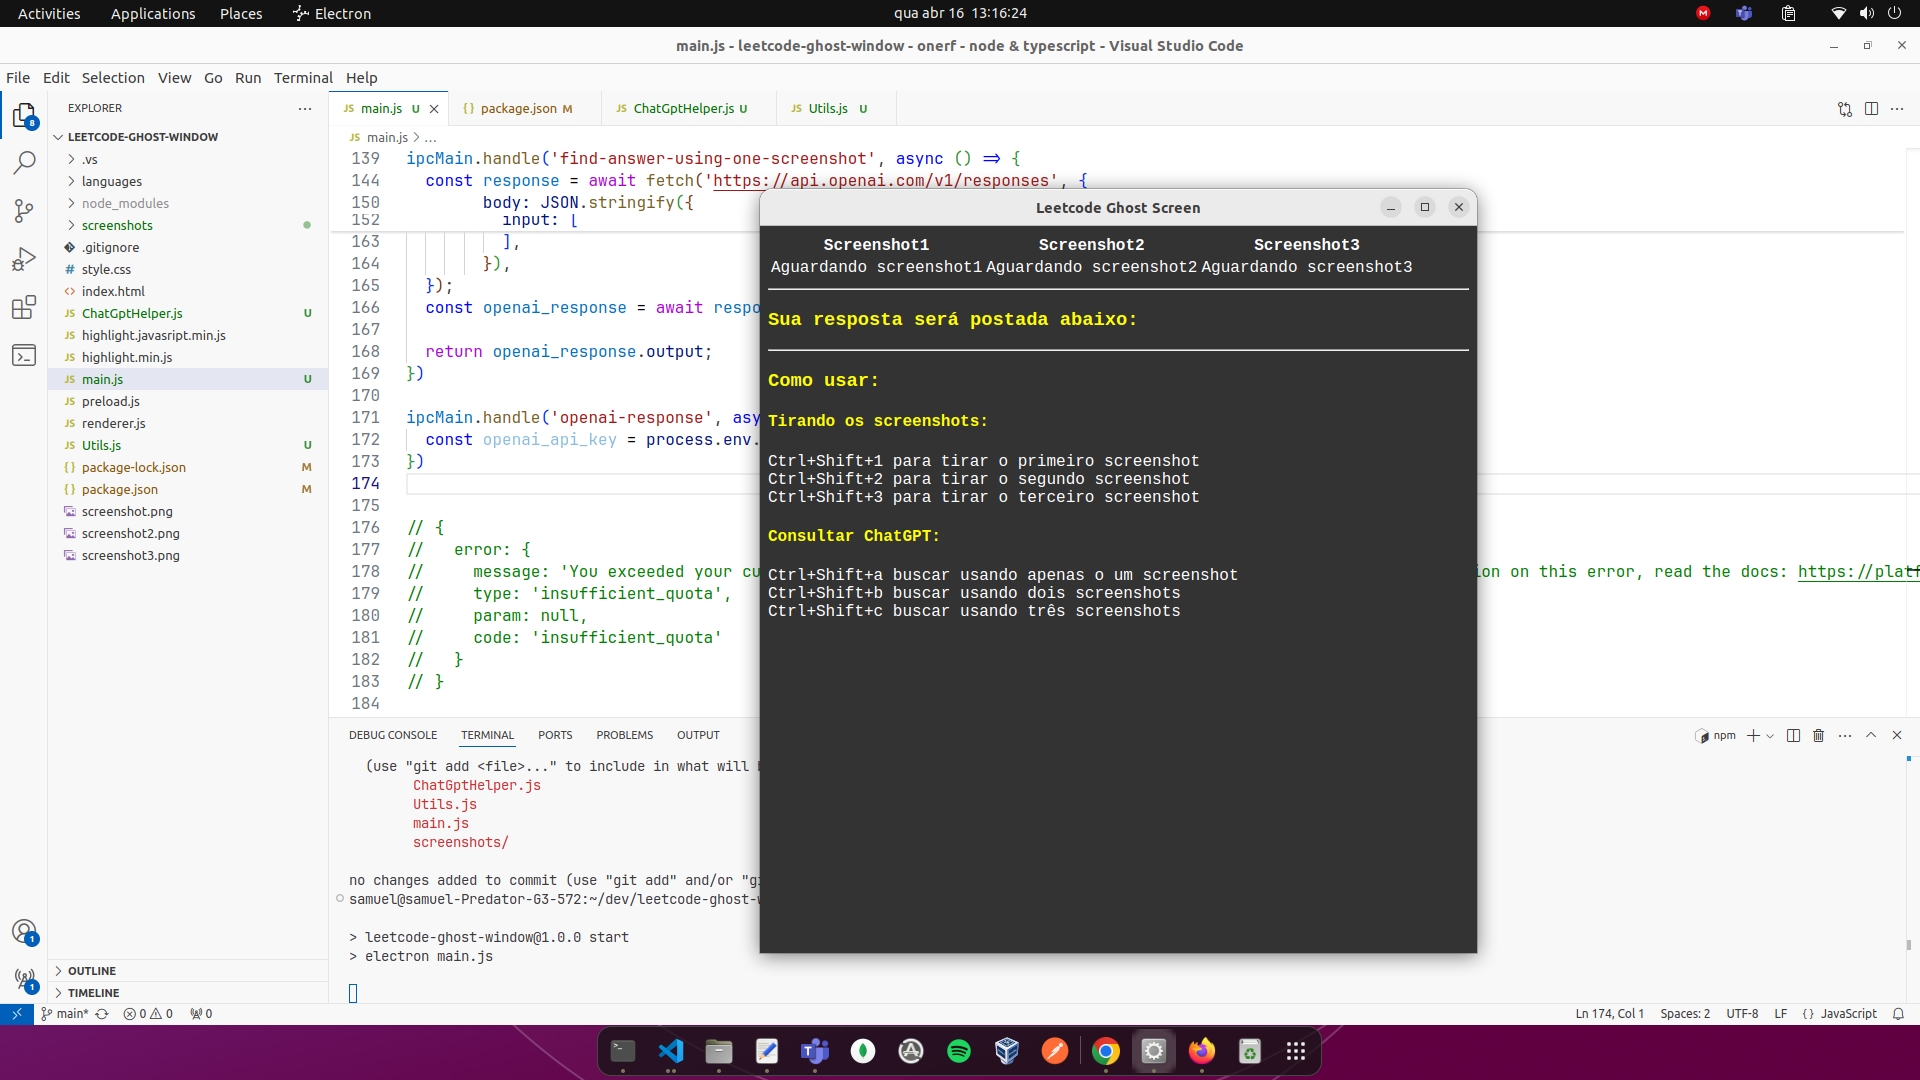 Activities Applications Places Electron qua abr 16 13:16:24
main.js - leetcode-ghost-window - onerf - node & typescript - Visual Studio Code
File Edit Selection View Go Run Terminal Help
EXPLORER
LEETCODE-GHOST-WINDOW
.vs
languages
node_modules
screenshots
.gitignore
style.css
index.html
ChatGptHelper.js U
highlight.javasript.min.js
highlight.min.js
main.js U
preload.js
renderer.js
Utils.js U
package-lock.json M
package.json M
screenshot.png
screenshot2.png
screenshot3.png
OUTLINE
TIMELINE
JS main.js U {} package.json M JS ChatGptHelper.js U JS Utils.js U
JS main.js > ...
139 ipcMain.handle('find-answer-using-one-screenshot', async () => {
144 const response = await fetch('https://api.openai.com/v1/responses', {
150 body: JSON.stringify({
152 input: [
163 ],
164 }),
165 });
166 const openai_response = await respo
167
168 return openai_response.output;
169 })
170
171 ipcMain.handle('openai-response', asy
172 const openai_api_key = process.env.
173 })
174
175
176 // {
177 // error: {
178 // message: 'You exceeded your cu ion on this error, read the docs: https://platf
179 // type: 'insufficient_quota',
180 // param: null,
181 // code: 'insufficient_quota'
182 // }
183 // }
184
Leetcode Ghost Screen
Screenshot1 Screenshot2 Screenshot3
Aguardando screenshot1 Aguardando screenshot2 Aguardando screenshot3
Sua resposta será postada abaixo:
Como usar:
Tirando os screenshots:
Ctrl+Shift+1 para tirar o primeiro screenshot
Ctrl+Shift+2 para tirar o segundo screenshot
Ctrl+Shift+3 para tirar o terceiro screenshot
Consultar ChatGPT:
Ctrl+Shift+a buscar usando apenas o um screenshot
Ctrl+Shift+b buscar usando dois screenshots
Ctrl+Shift+c buscar usando três screenshots
DEBUG CONSOLE TERMINAL PORTS PROBLEMS OUTPUT npm
(use "git add <file>..." to include in what will
ChatGptHelper.js
Utils.js
main.js
screenshots/
no changes added to commit (use "git add" and/or "gi
samuel@samuel-Predator-G3-572:~/dev/leetcode-ghost-w
> leetcode-ghost-window@1.0.0 start
> electron main.js
main* 0 0 0 Ln 174, Col 1 Spaces: 2 UTF-8 LF {} JavaScript